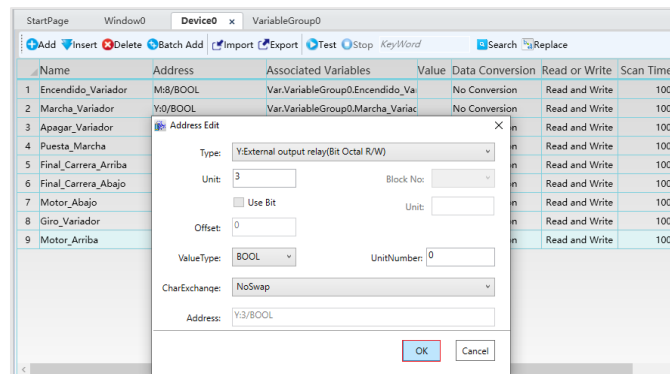 StartPage Window0 Device0 x VariableGroup0
Add Insert Delete Batch Add Import Export Test Stop KeyWord Search Replace
Name Address Associated Variables Value Data Conversion Read or Write Scan Time
1 Encendido_Variador M:8/BOOL Var.VariableGroup0.Encendido_Va No Conversion Read and Write 100
2 Marcha_Variador Y:0/BOOL Var.VariableGroup0.Marcha_Variac No Conversion Read and Write 100
3 Apagar_Variador n Read and Write 100
4 Puesta_Marcha n Read and Write 100
5 Final_Carrera_Arriba n Read and Write 100
6 Final_Carrera_Abajo n Read and Write 100
7 Motor_Abajo n Read and Write 100
8 Giro_Variador n Read and Write 100
9 Motor_Arriba n Read and Write 100
Address Edit
Type: Y:External output relay(Bit Octal R/W)
Unit: 3 Block No:
Use Bit Unit:
Offset: 0
ValueType: BOOL UnitNumber: 0
CharExchange: NoSwap
Address: Y:3/BOOL
OK Cancel